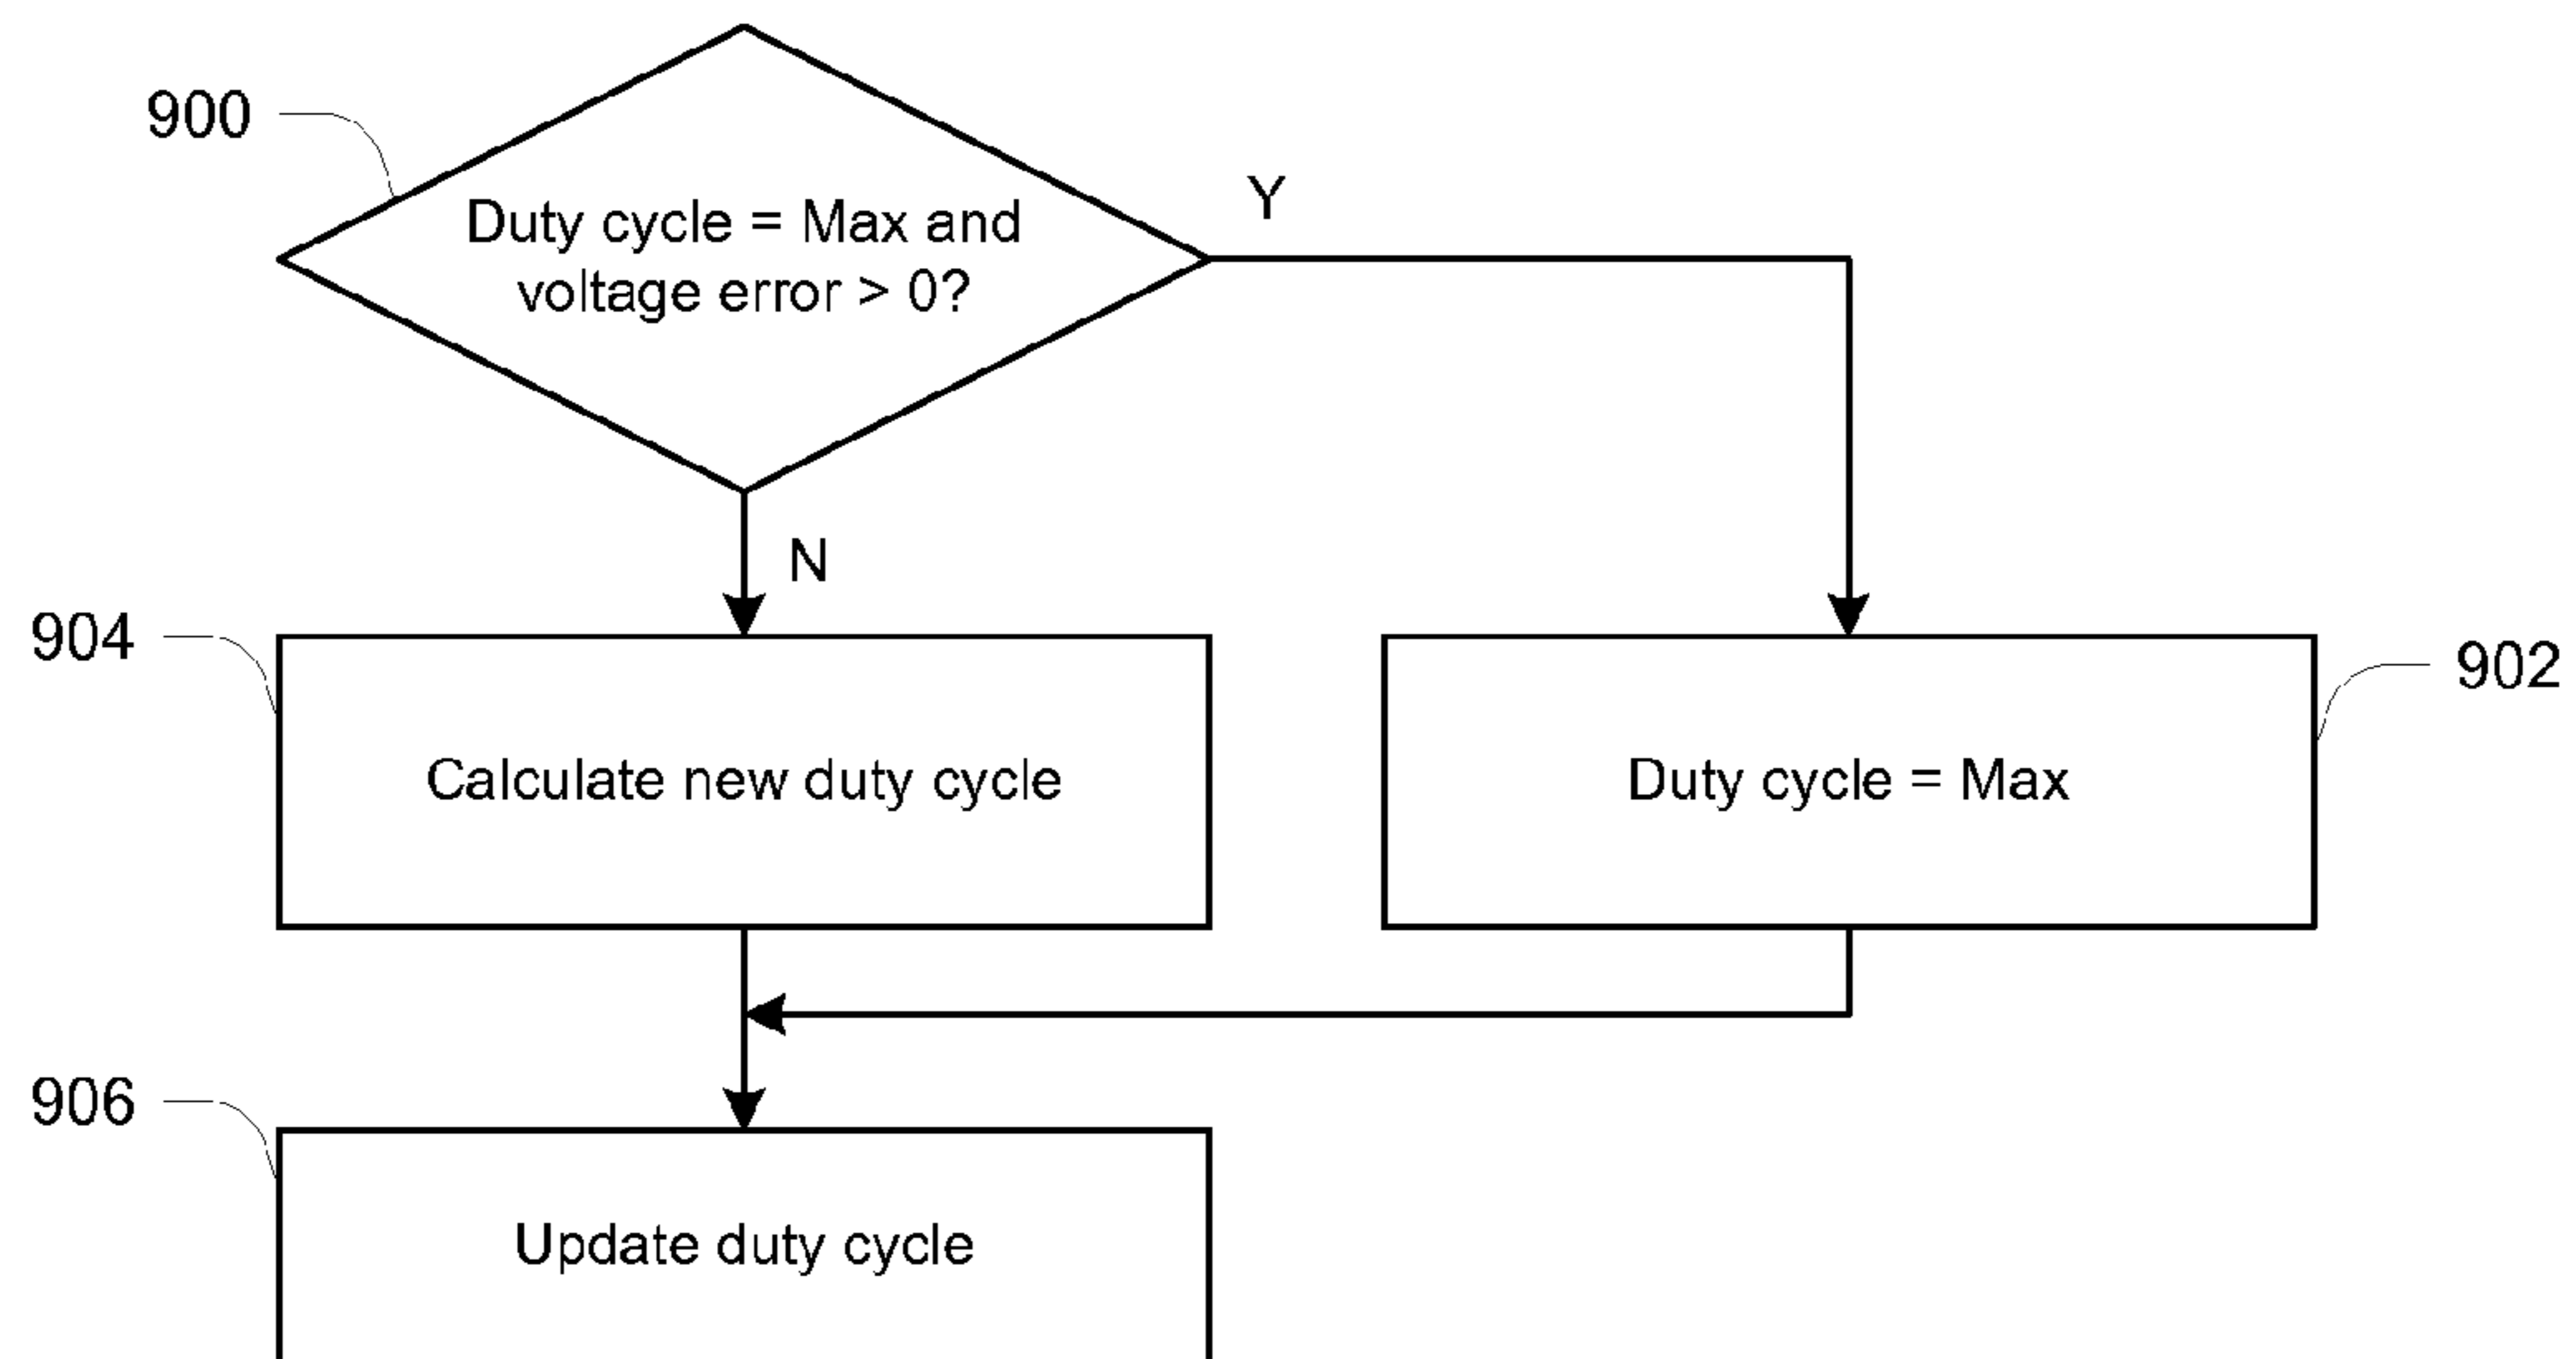 900
Duty cycle = Max and
voltage error > 0?
Y
N
904
Calculate new duty cycle
Duty cycle = Max
902
906
Update duty cycle